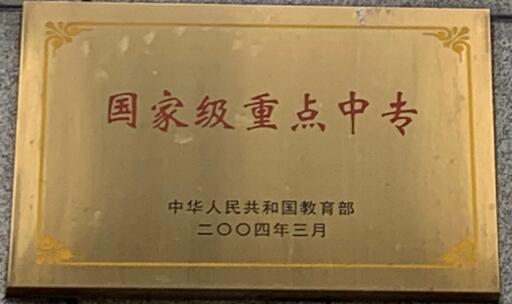 国家级重点中专
中华人民共和国教育部
二〇〇四年三月